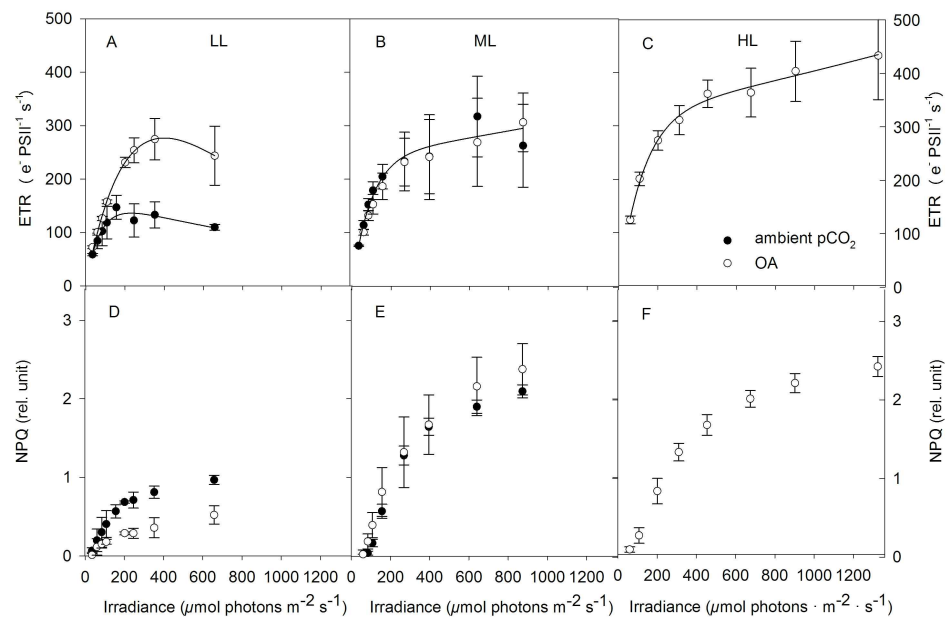 500
400
300
200
100
0
ETR ( e⁻ PSII⁻¹ s⁻¹)
A LL
B ML
C HL
500
400
300
200
100
0
ETR ( e⁻ PSII⁻¹ s⁻¹)
ambient pCO₂
OA
3
2
1
0
NPQ (rel. unit)
D
E
F
3
2
1
0
NPQ (rel. unit)
0 200 400 600 800 1000 1200
0 200 400 600 800 1000 1200
0 200 400 600 800 1000 1200
Irradiance (µmol photons m⁻² s⁻¹)
Irradiance (µmol photons m⁻² s⁻¹)
Irradiance (µmol photons · m⁻² · s⁻¹)